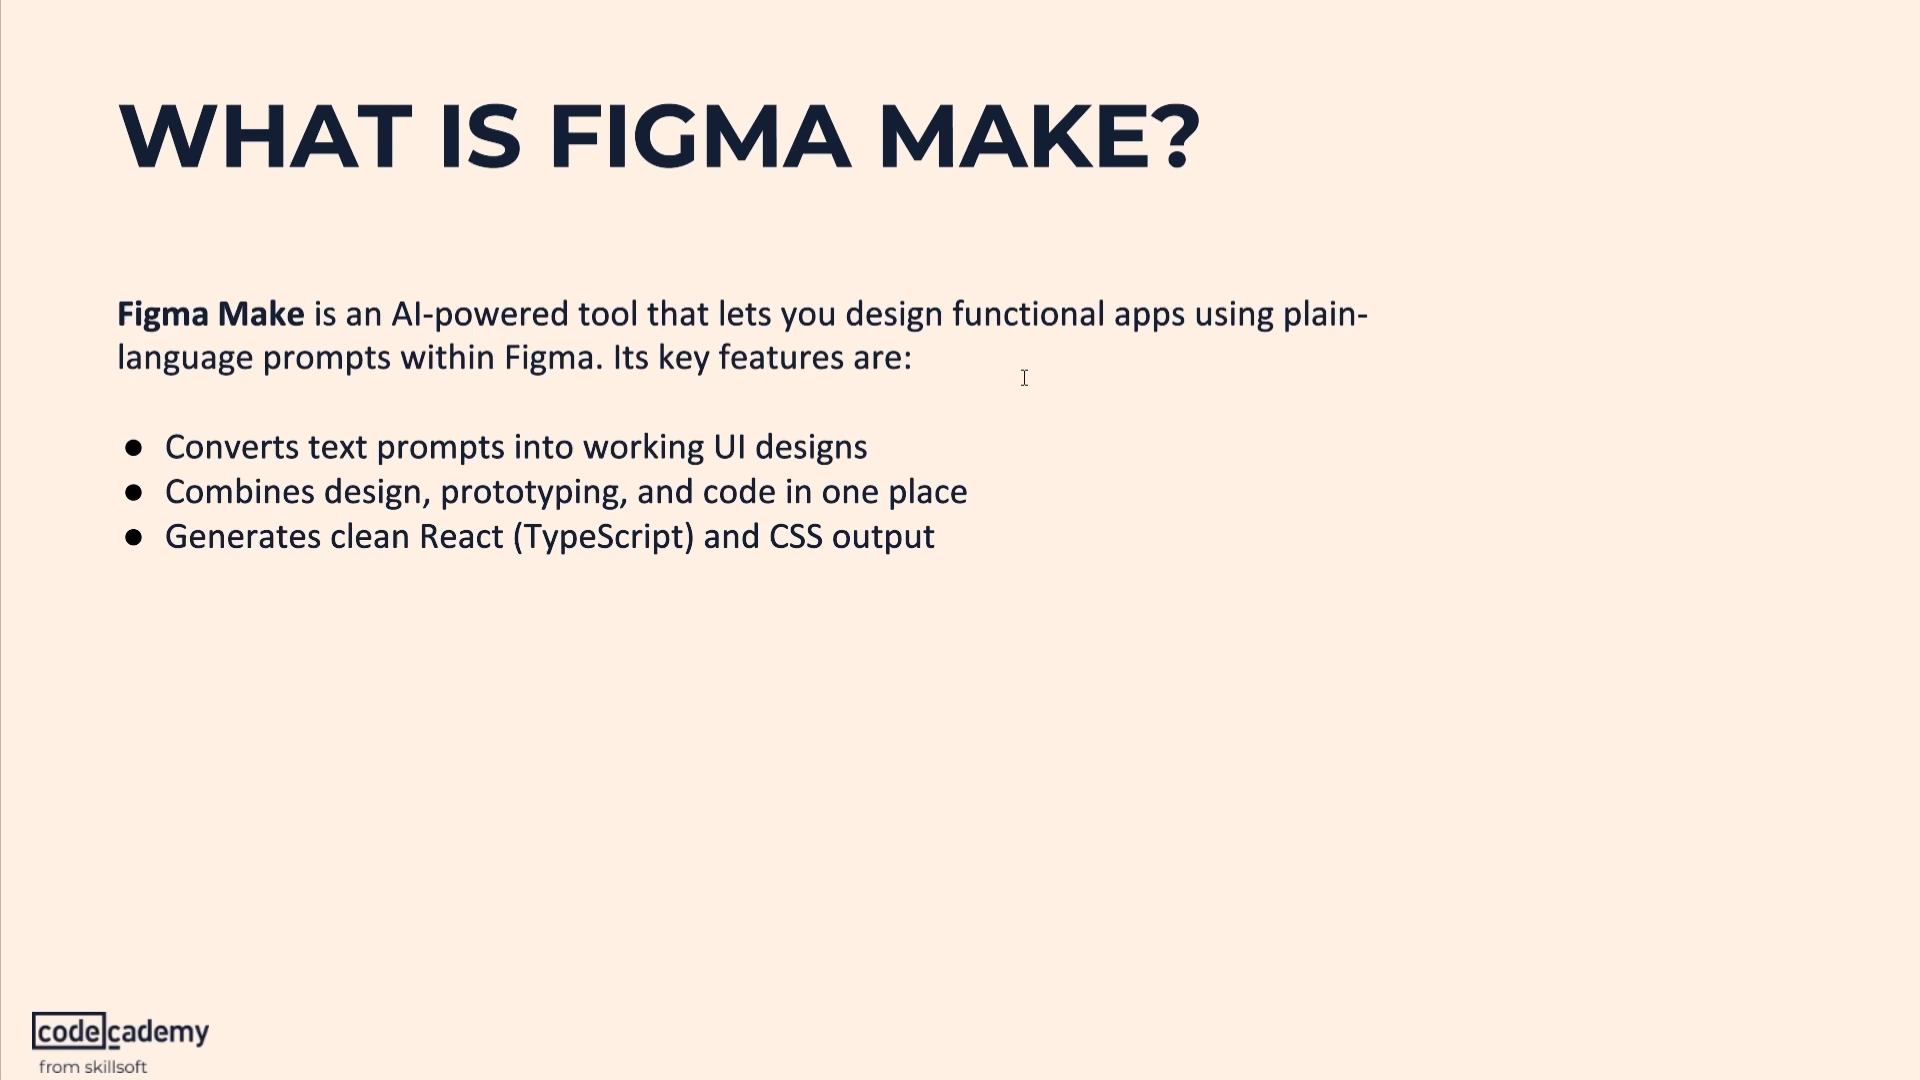 WHAT IS FIGMA MAKE?
Figma Make is an AI-powered tool that lets you design functional apps using plain-
language prompts within Figma. Its key features are:
● Converts text prompts into working UI designs
● Combines design, prototyping, and code in one place
● Generates clean React (TypeScript) and CSS output
codecademy
from skillsoft